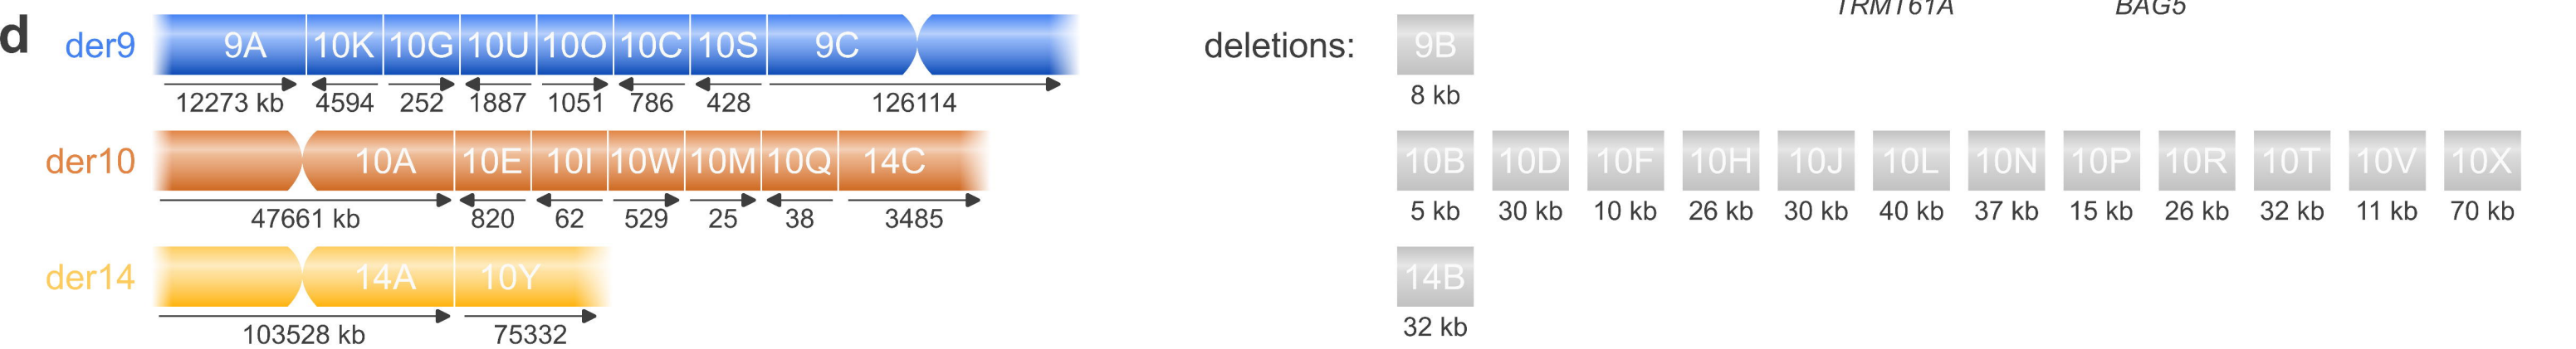 TRMT61A BAG5
d der9 9A 10K 10G 10U 10O 10C 10S 9C deletions: 9B
12273 kb 4594 252 1887 1051 786 428 126114 8 kb
der10 10A 10E 10I 10W 10M 10Q 14C 10B 10D 10F 10H 10J 10L 10N 10P 10R 10T 10V 10X
47661 kb 820 62 529 25 38 3485 5 kb 30 kb 10 kb 26 kb 30 kb 40 kb 37 kb 15 kb 26 kb 32 kb 11 kb 70 kb
der14 14A 10Y 14B
103528 kb 75332 32 kb